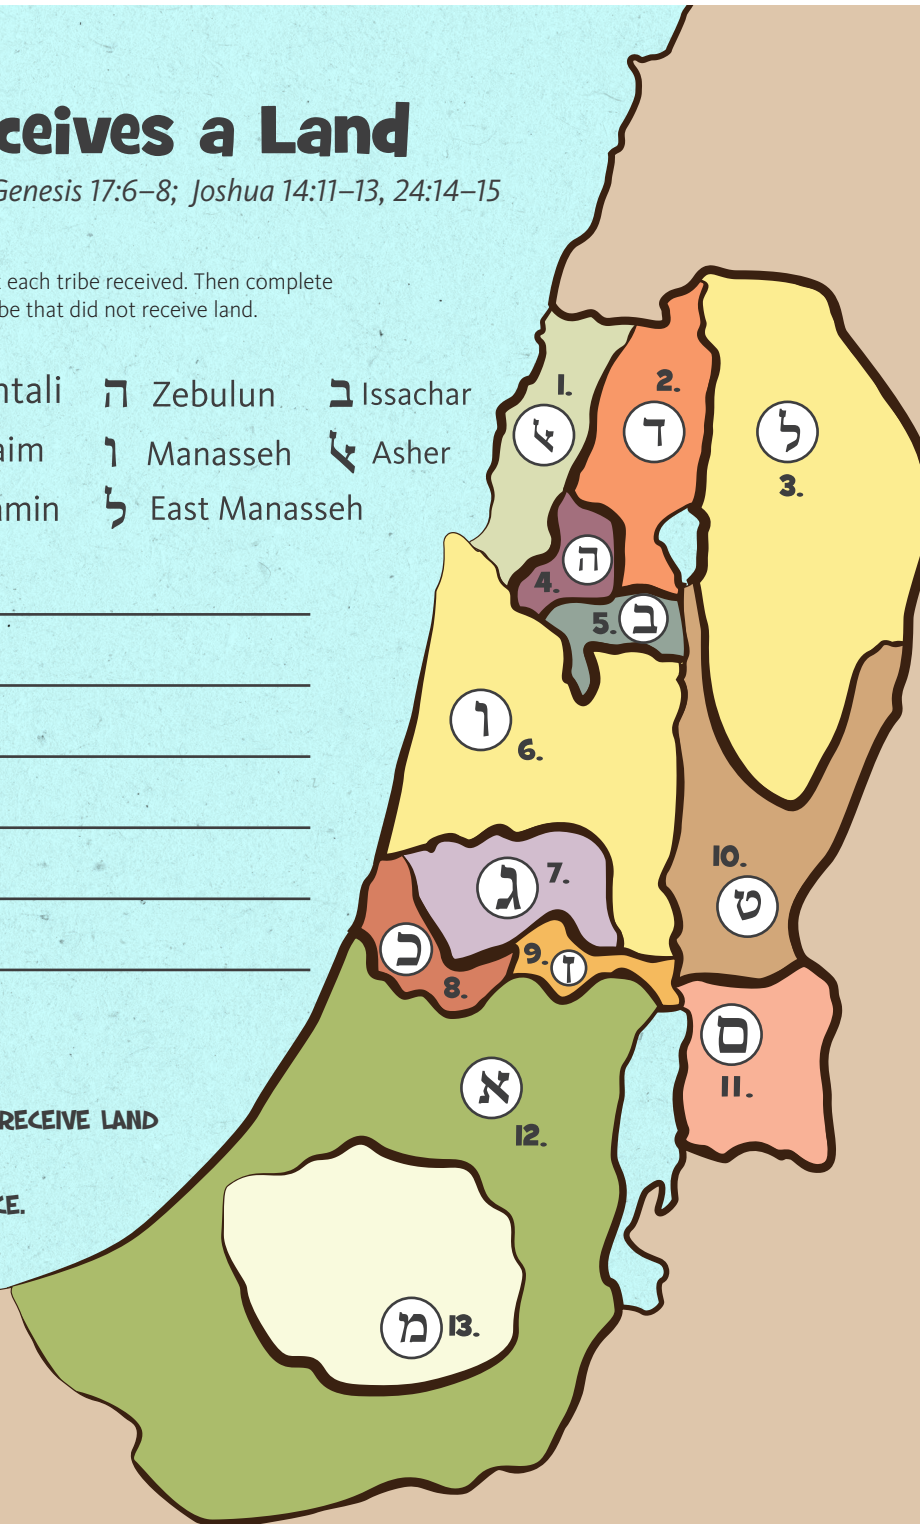 ceives a Land
Genesis 17:6–8; Joshua 14:11–13, 24:14–15
each tribe received. Then complete
be that did not receive land.
ntali ה Zebulun ב Issachar
aim ו Manasseh Asher
min ל East Manasseh
RECEIVE LAND
CE.
1.
2.
ד
ל
3.
ה
4.
5.
ב
ו
6.
ג
7.
כ
8.
9.
ז
10.
ט
ם
11.
א
12.
מ
13.